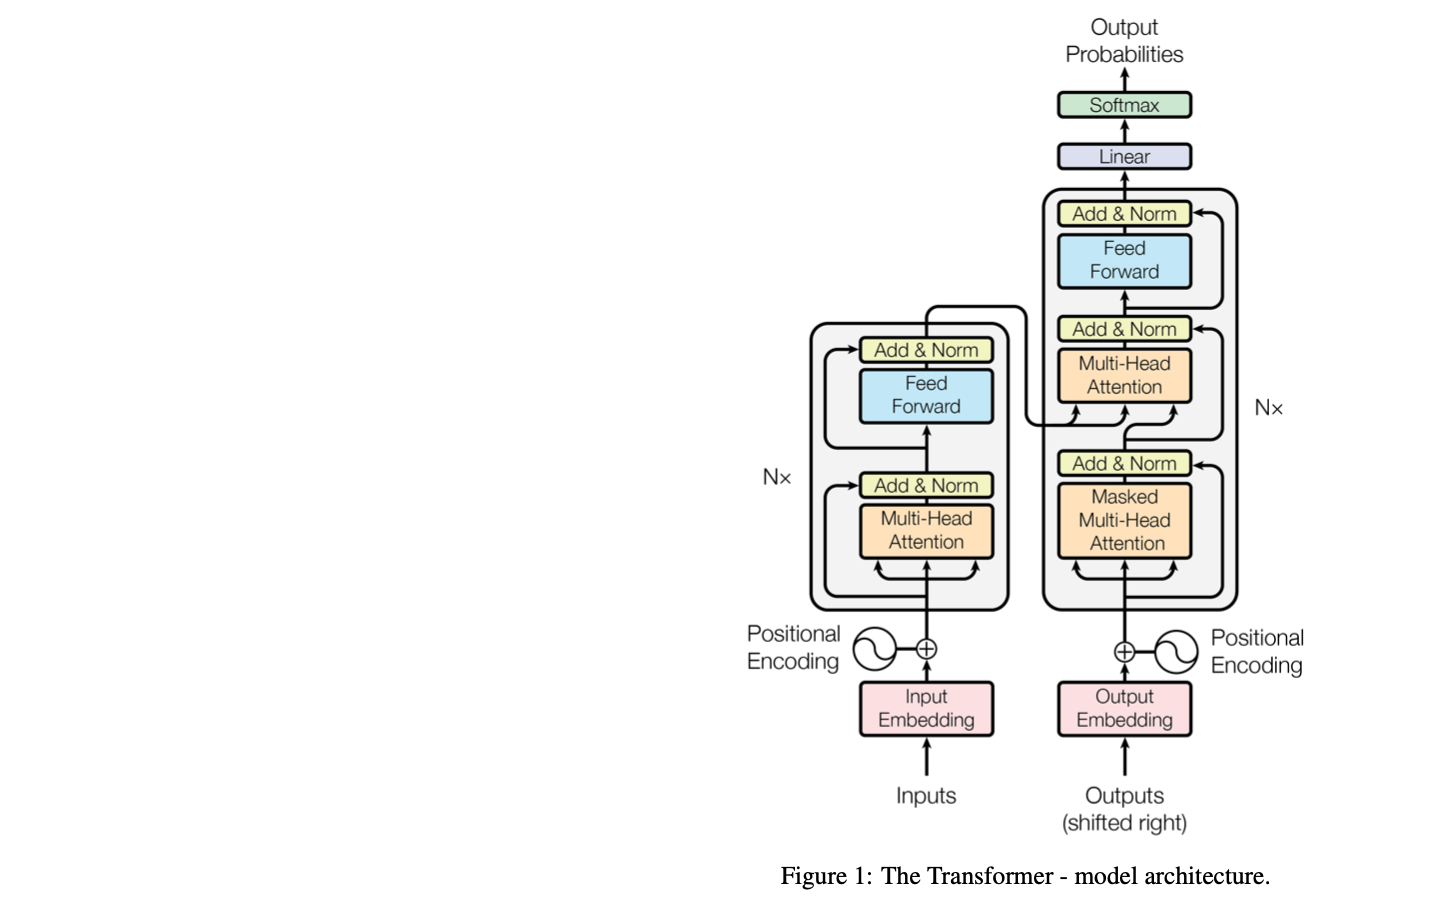 Output
Probabilities
Softmax
Linear
Add & Norm
Feed
Forward
Add & Norm
Multi-Head
Attention
Add & Norm
Masked
Multi-Head
Attention
N×
Add & Norm
Feed
Forward
Add & Norm
Multi-Head
Attention
N×
Positional
Encoding
Positional
Encoding
Input
Embedding
Output
Embedding
Inputs
Outputs
(shifted right)
Figure 1: The Transformer - model architecture.